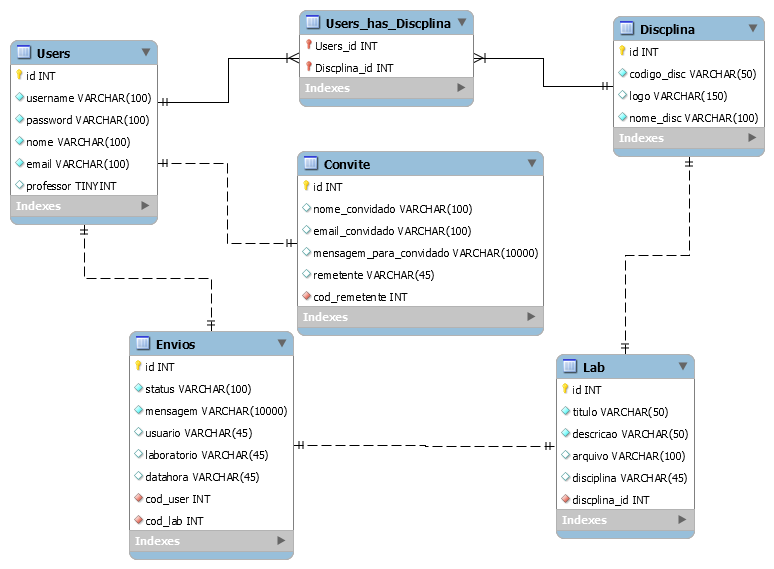 Users
id INT
username VARCHAR(100)
password VARCHAR(100)
nome VARCHAR(100)
email VARCHAR(100)
professor TINYINT
Indexes
Users_has_Discplina
Users_id INT
Discplina_id INT
Indexes
Discplina
id INT
codigo_disc VARCHAR(50)
logo VARCHAR(150)
nome_disc VARCHAR(100)
Indexes
Convite
id INT
nome_convidado VARCHAR(100)
email_convidado VARCHAR(100)
mensagem_para_convidado VARCHAR(10000)
remetente VARCHAR(45)
cod_remetente INT
Indexes
Envios
id INT
status VARCHAR(100)
mensagem VARCHAR(10000)
usuario VARCHAR(45)
laboratorio VARCHAR(45)
datahora VARCHAR(45)
cod_user INT
cod_lab INT
Indexes
Lab
id INT
titulo VARCHAR(50)
descricao VARCHAR(50)
arquivo VARCHAR(100)
disciplina VARCHAR(45)
discplina_id INT
Indexes